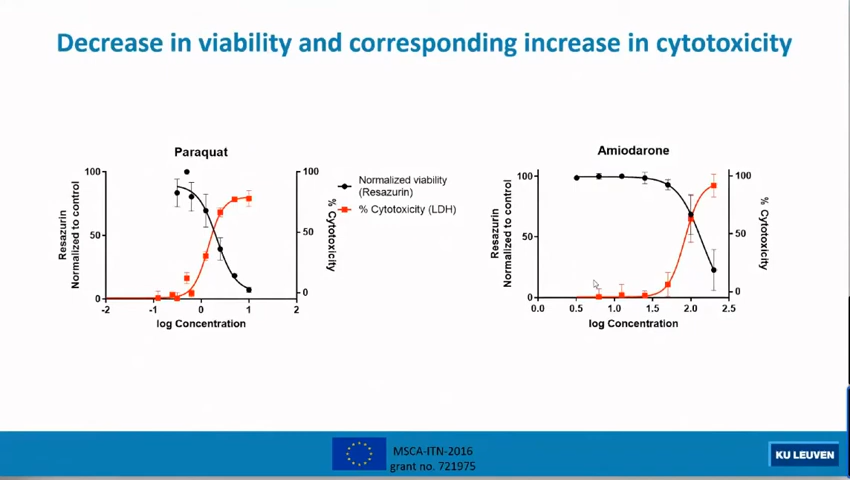 Decrease in viability and corresponding increase in cytotoxicity
Paraquat
Resazurin
Normalized to control
100
50
0
-2
-1
0
1
2
log Concentration
100
50
0
% Cytotoxicity
Normalized viability
(Resazurin)
% Cytotoxicity (LDH)
Amiodarone
Resazurin
Normalized to control
100
50
0
0.0
0.5
1.0
1.5
2.0
2.5
log Concentration
100
50
0
% Cytotoxicity
MSCA-ITN-2016
grant no. 721975
KU LEUVEN